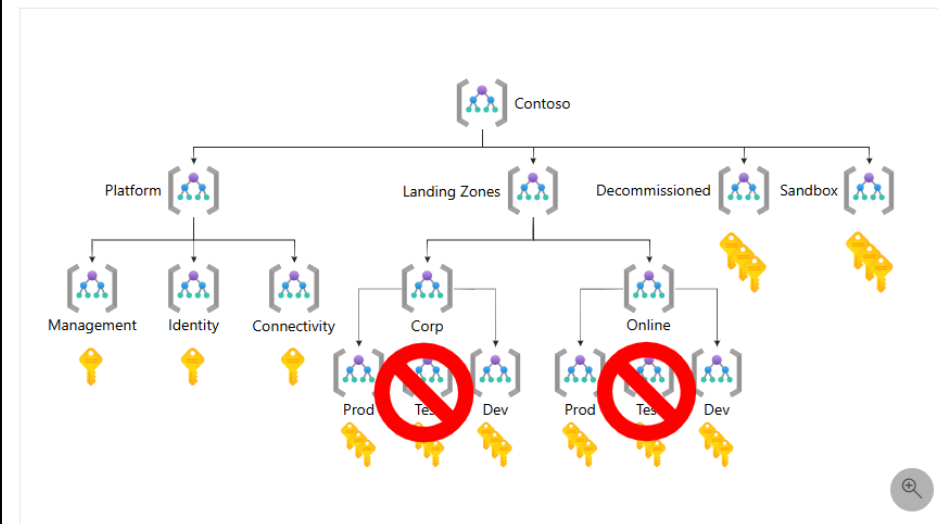 Contoso
Platform
Landing Zones
Decommissioned
Sandbox
Management
Identity
Connectivity
Corp
Online
Prod
Dev
Prod
Dev